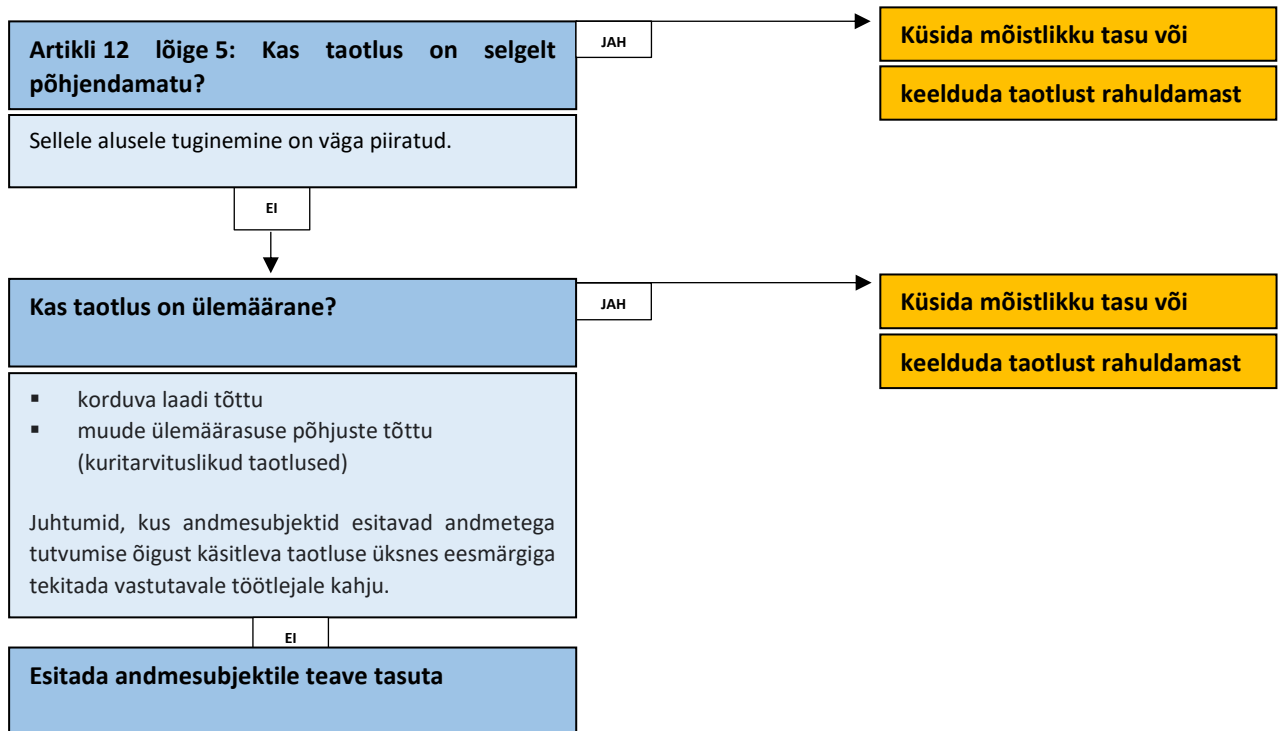 Artikli 12 lõige 5: Kas taotlus on selgelt
põhjendamatu?
JAH
Küsida mõistlikku tasu või
keelduda taotlust rahuldamast
Sellele alusele tuginemine on väga piiratud.
EI
Kas taotlus on ülemäärane?
JAH
Küsida mõistlikku tasu või
keelduda taotlust rahuldamast
▪ korduva laadi tõttu
▪ muude ülemäärasuse põhjuste tõttu
(kuritarvituslikud taotlused)
Juhtumid, kus andmesubjektid esitavad andmetega
tutvumise õigust käsitleva taotluse üksnes eesmärgiga
tekitada vastutavale töötlejale kahju.
EI
Esitada andmesubjektile teave tasuta